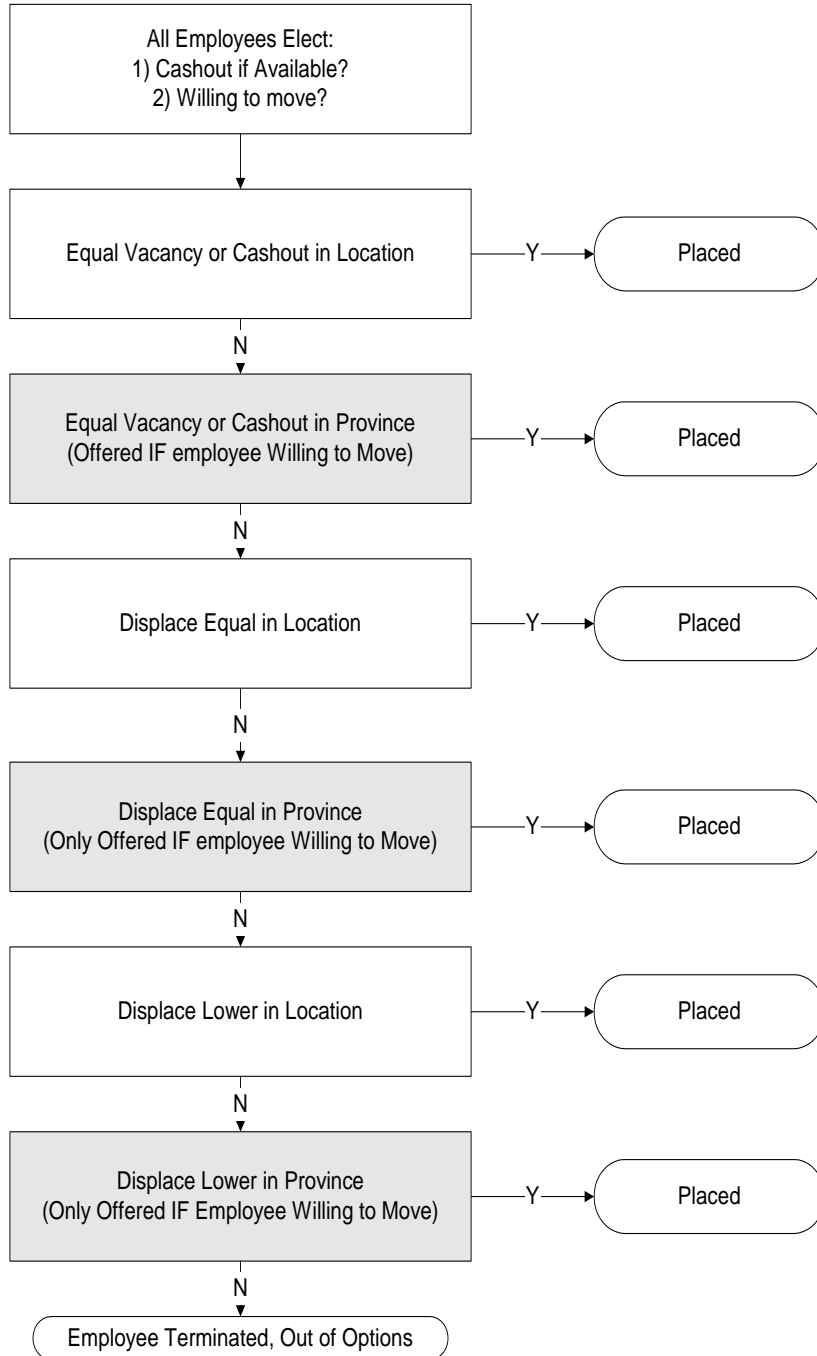 All Employees Elect:
1) Cashout if Available?
2) Willing to move?
Equal Vacancy or Cashout in Location
Y
Placed
N
Equal Vacancy or Cashout in Province
(Offered IF employee Willing to Move)
Y
Placed
N
Displace Equal in Location
Y
Placed
N
Displace Equal in Province
(Only Offered IF employee Willing to Move)
Y
Placed
N
Displace Lower in Location
Y
Placed
N
Displace Lower in Province
(Only Offered IF Employee Willing to Move)
Y
Placed
N
Employee Terminated, Out of Options